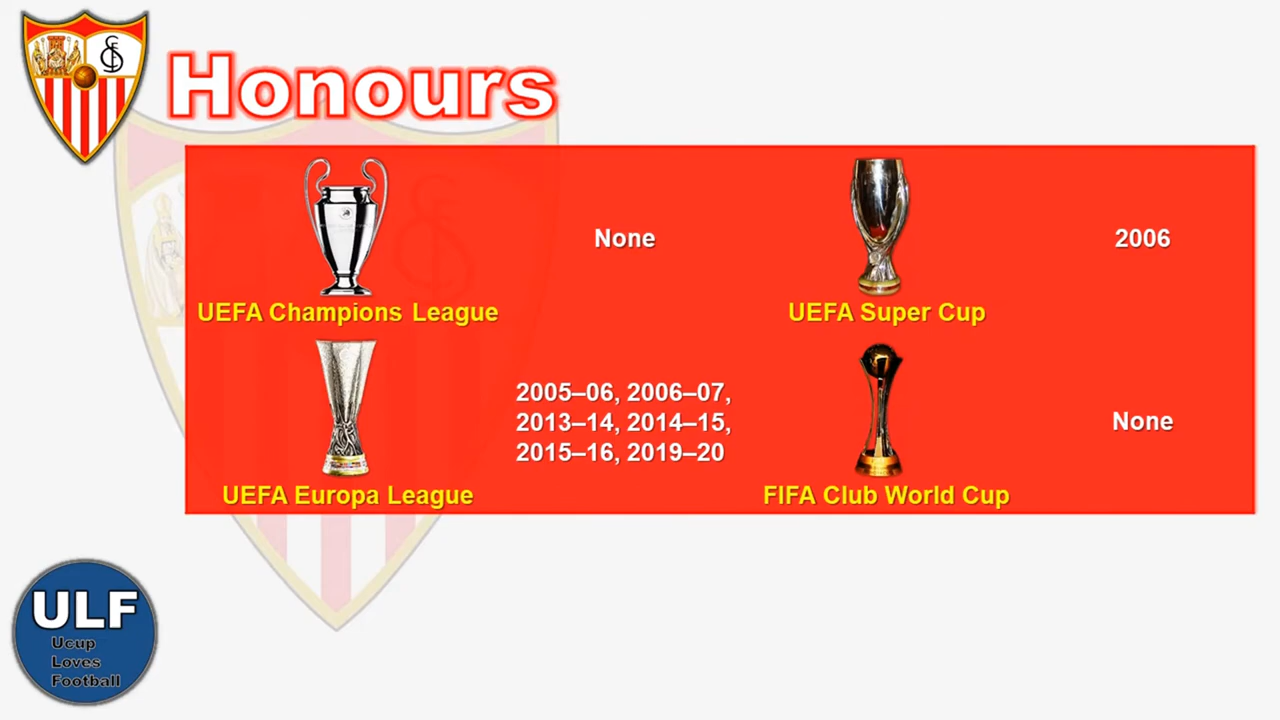 Honours
None
2006
UEFA Champions League
UEFA Super Cup
2005–06, 2006–07,
2013–14, 2014–15,
2015–16, 2019–20
None
UEFA Europa League
FIFA Club World Cup
ULF
Ucup
Loves
Football